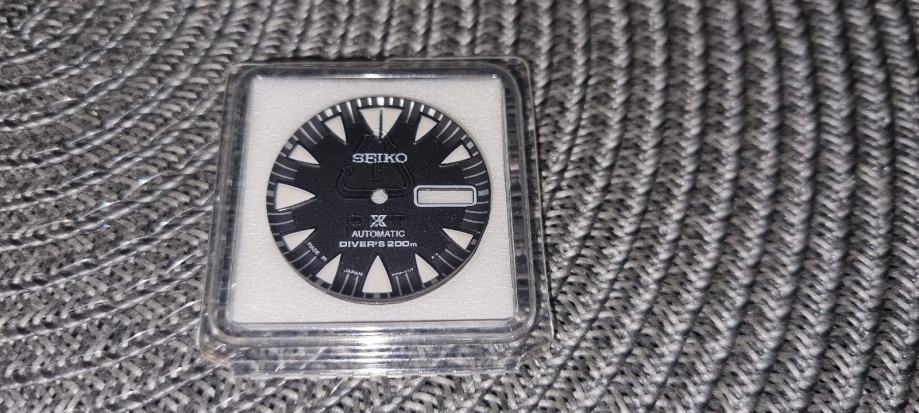 SEIKO
X
AUTOMATIC
DIVER'S 200m
MADE IN JAPAN